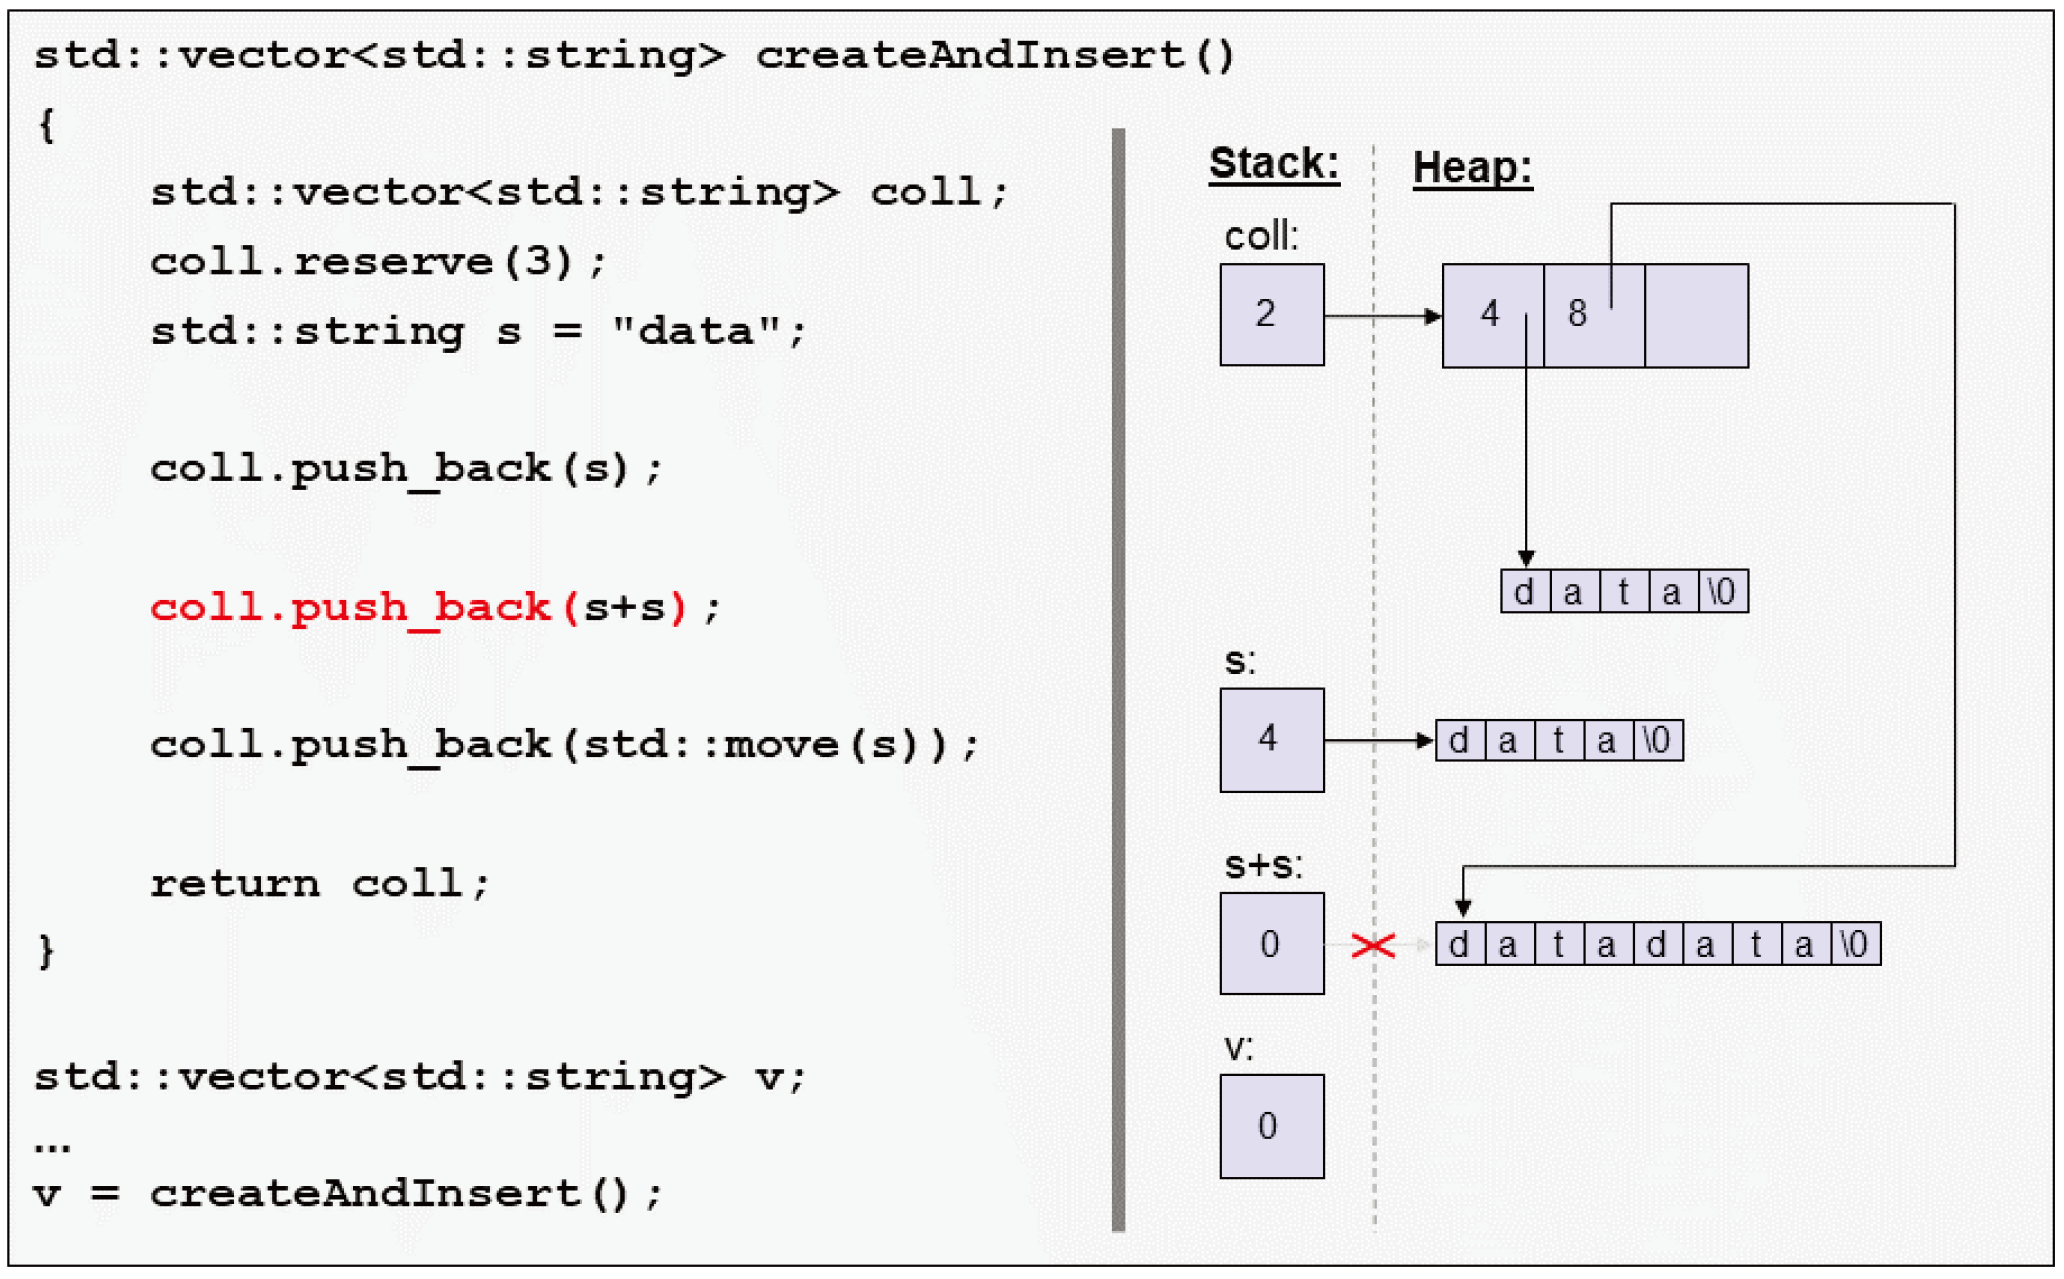 std::vector<std::string> createAndInsert()
{
std::vector<std::string> coll;
coll.reserve(3);
std::string s = "data";
coll.push_back(s);
coll.push_back(s+s);
coll.push_back(std::move(s));
return coll;
}
std::vector<std::string> v;
...
v = createAndInsert();
Stack: Heap:
coll:
2 4 8
d a t a \0
s:
4 d a t a \0
s+s:
0 d a t a d a t a \0
v:
0